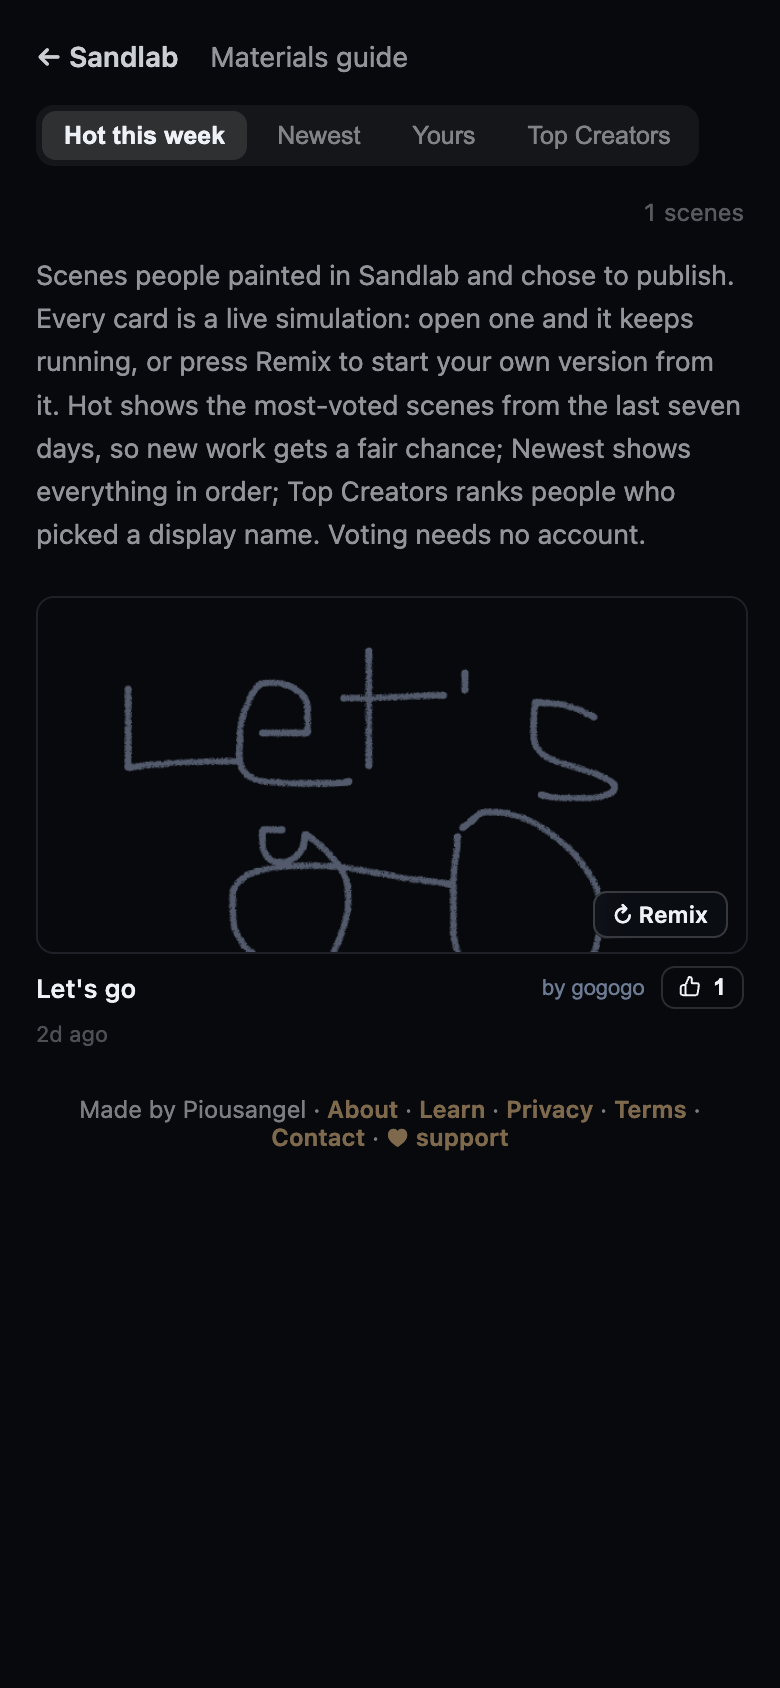 ← Sandlab Materials guide
Hot this week Newest Yours Top Creators
1 scenes
Scenes people painted in Sandlab and chose to publish.
Every card is a live simulation: open one and it keeps
running, or press Remix to start your own version from
it. Hot shows the most-voted scenes from the last seven
days, so new work gets a fair chance; Newest shows
everything in order; Top Creators ranks people who
picked a display name. Voting needs no account.
Let's
go
Remix
Let's go by gogogo 1
2d ago
Made by Piousangel · About · Learn · Privacy · Terms ·
Contact · ♥ support